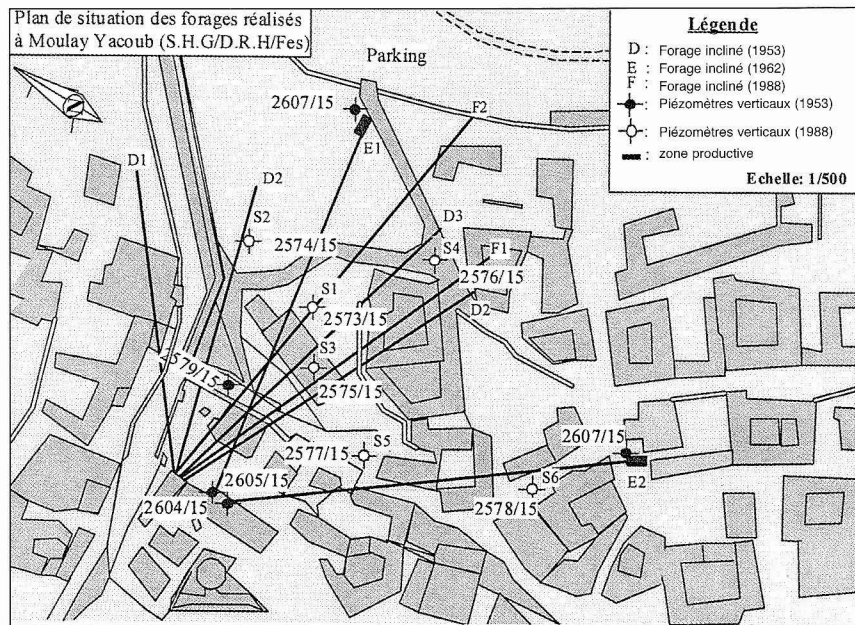 Plan de situation des forages réalisés
à Moulay Yacoub (S.H.G/D.R.H/Fes)
Parking
Légende
D : Forage incliné (1953)
E : Forage incliné (1962)
F : Forage incliné (1988)
: Piézomètres verticaux (1953)
: Piézomètres verticaux (1988)
: zone productive
Echelle: 1/500
N
2607/15
F2
E1
D1
D2
S2
D3
2574/15
S4
F1
2576/15
S1
D2
2573/15
S3
2579/15
2575/15
2607/15
2577/15
S5
2605/15
S6
E2
2604/15
2578/15